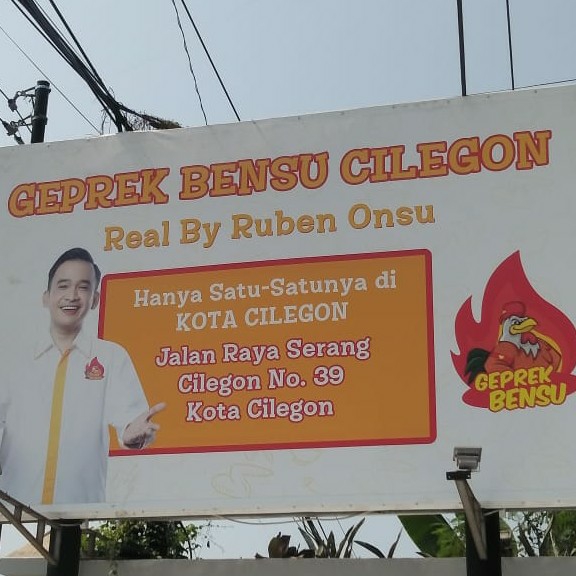 GEPREK BENSU CILEGON
Real By Ruben Onsu
Hanya Satu-Satunya di
KOTA CILEGON
Jalan Raya Serang
Cilegon No. 39
Kota Cilegon
GEPREK
BENSU